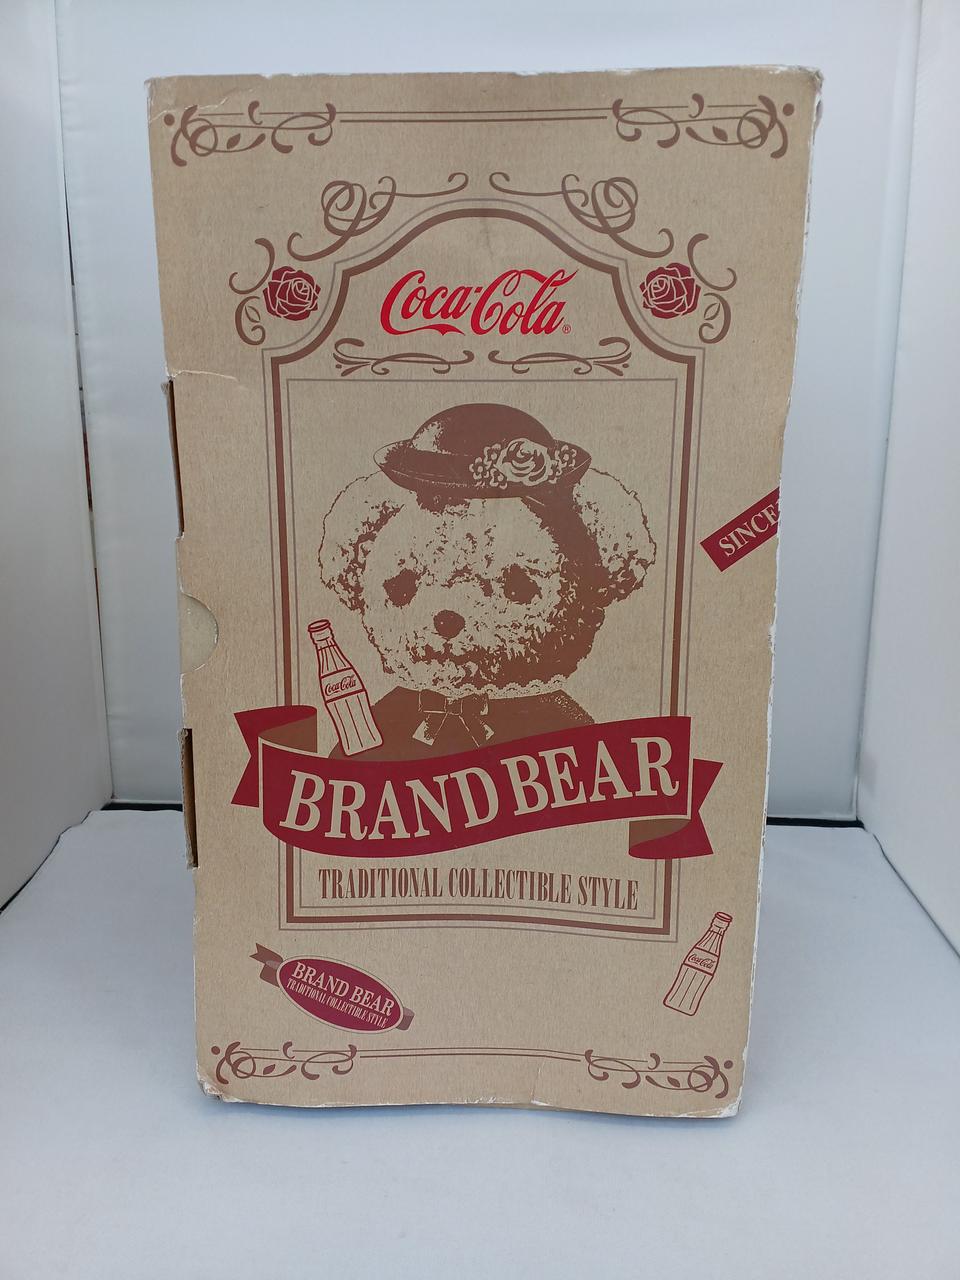 Coca-Cola®
SINCE
Coca-Cola
BRAND BEAR
TRADITIONAL COLLECTIBLE STYLE
Coca-Cola
BRAND BEAR
TRADITIONAL COLLECTIBLE STYLE